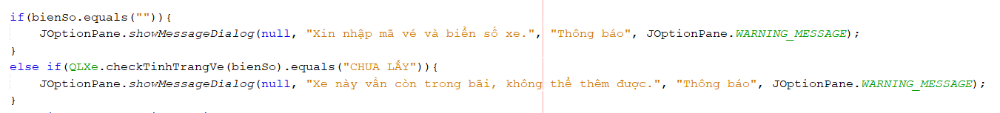 if(bienSo.equals("")){
JOptionPane.showMessageDialog(null, "Xin nhập mã vé và biển số xe.", "Thông báo", JOptionPane.WARNING_MESSAGE);
}
else if(QLXe.checkTinhTrangVe(bienSo).equals("CHƯA LẤY")){
JOptionPane.showMessageDialog(null, "Xe này vẫn còn trong bãi, không thể thêm được.", "Thông báo", JOptionPane.WARNING_MESSAGE);
}